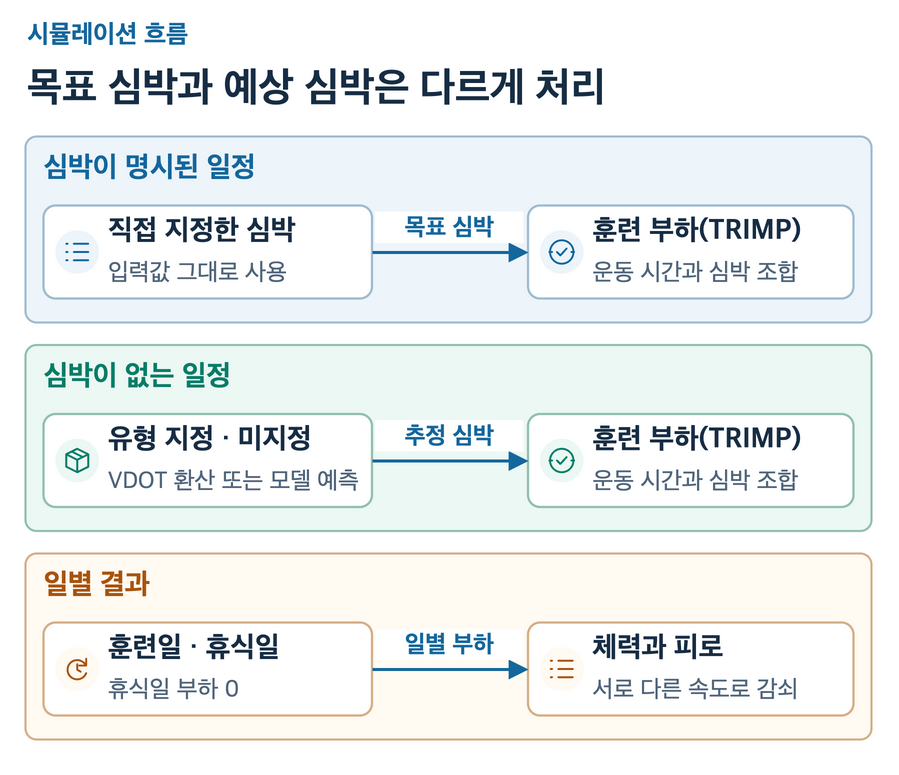 시뮬레이션 흐름
목표 심박과 예상 심박은 다르게 처리
심박이 명시된 일정
직접 지정한 심박
입력값 그대로 사용
목표 심박
훈련 부하(TRIMP)
운동 시간과 심박 조합
심박이 없는 일정
유형 지정 · 미지정
VDOT 환산 또는 모델 예측
추정 심박
훈련 부하(TRIMP)
운동 시간과 심박 조합
일별 결과
훈련일 · 휴식일
휴식일 부하 0
일별 부하
체력과 피로
서로 다른 속도로 감쇠